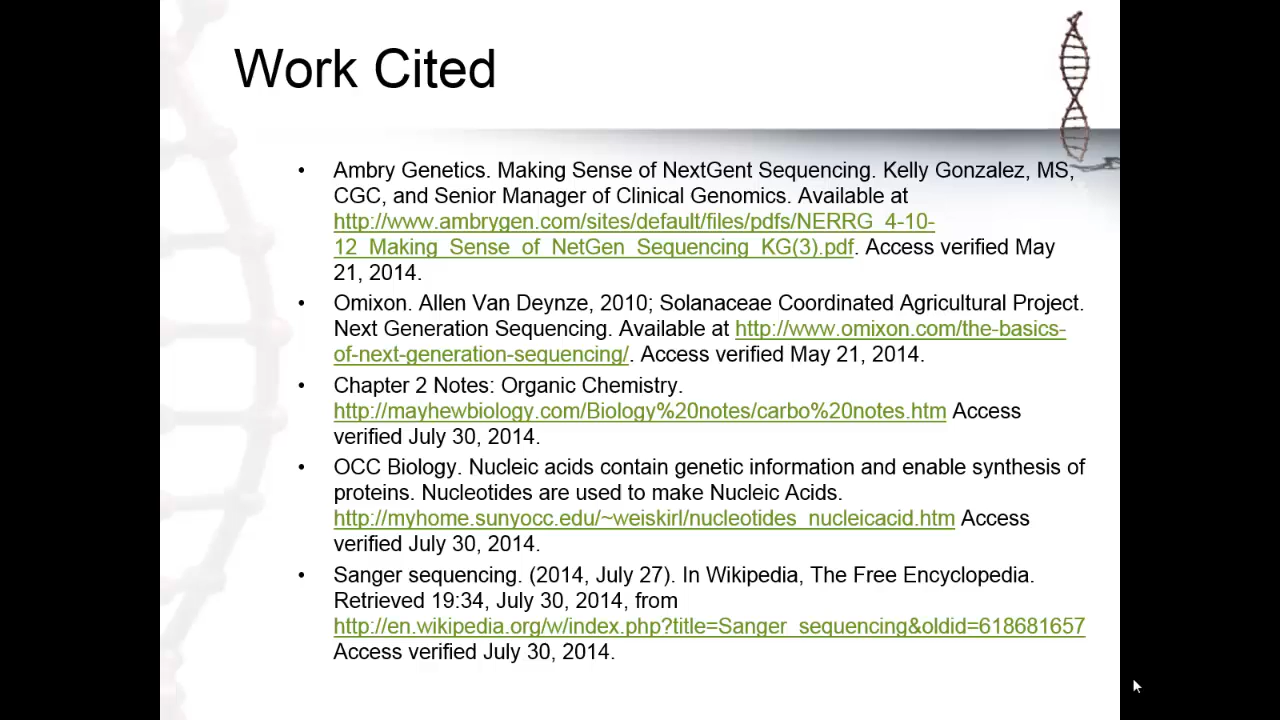 Work Cited
• Ambry Genetics. Making Sense of NextGent Sequencing. Kelly Gonzalez, MS,
CGC, and Senior Manager of Clinical Genomics. Available at
http://www.ambrygen.com/sites/default/files/pdfs/NERRG_4-10-
12_Making_Sense_of_NetGen_Sequencing_KG(3).pdf. Access verified May
21, 2014.
• Omixon. Allen Van Deynze, 2010; Solanaceae Coordinated Agricultural Project.
Next Generation Sequencing. Available at http://www.omixon.com/the-basics-
of-next-generation-sequencing/. Access verified May 21, 2014.
• Chapter 2 Notes: Organic Chemistry.
http://mayhewbiology.com/Biology%20notes/carbo%20notes.htm Access
verified July 30, 2014.
• OCC Biology. Nucleic acids contain genetic information and enable synthesis of
proteins. Nucleotides are used to make Nucleic Acids.
http://myhome.sunyocc.edu/~weiskirl/nucleotides_nucleicacid.htm Access
verified July 30, 2014.
• Sanger sequencing. (2014, July 27). In Wikipedia, The Free Encyclopedia.
Retrieved 19:34, July 30, 2014, from
http://en.wikipedia.org/w/index.php?title=Sanger_sequencing&oldid=618681657
Access verified July 30, 2014.